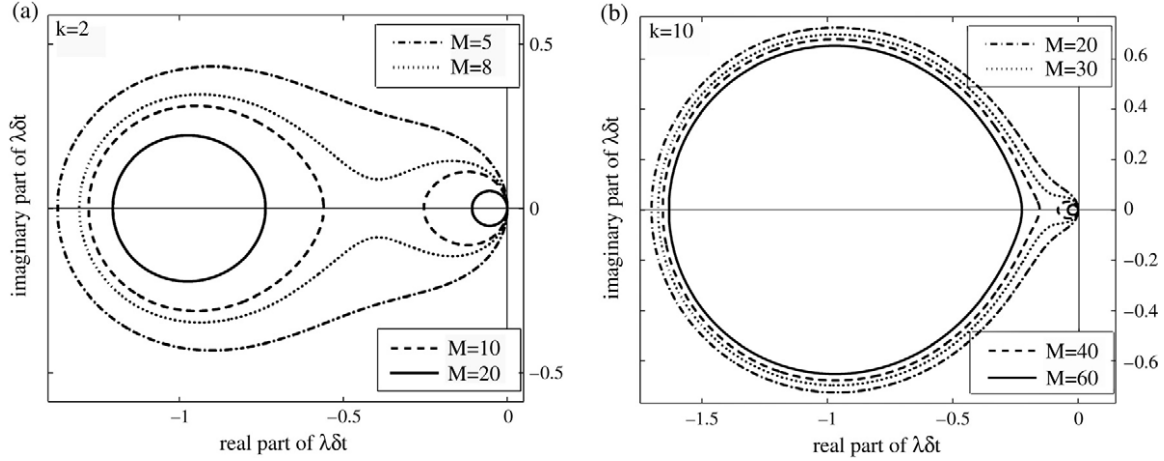 (a)
k=2
M=5
M=8
0.5
0
-0.5
M=10
M=20
imaginary part of λδt
-1
-0.5
0
real part of λδt
(b)
k=10
M=20
M=30
0.6
0.4
0.2
0
-0.2
-0.4
-0.6
M=40
M=60
imaginary part of λδt
-1.5
-1
-0.5
0
real part of λδt